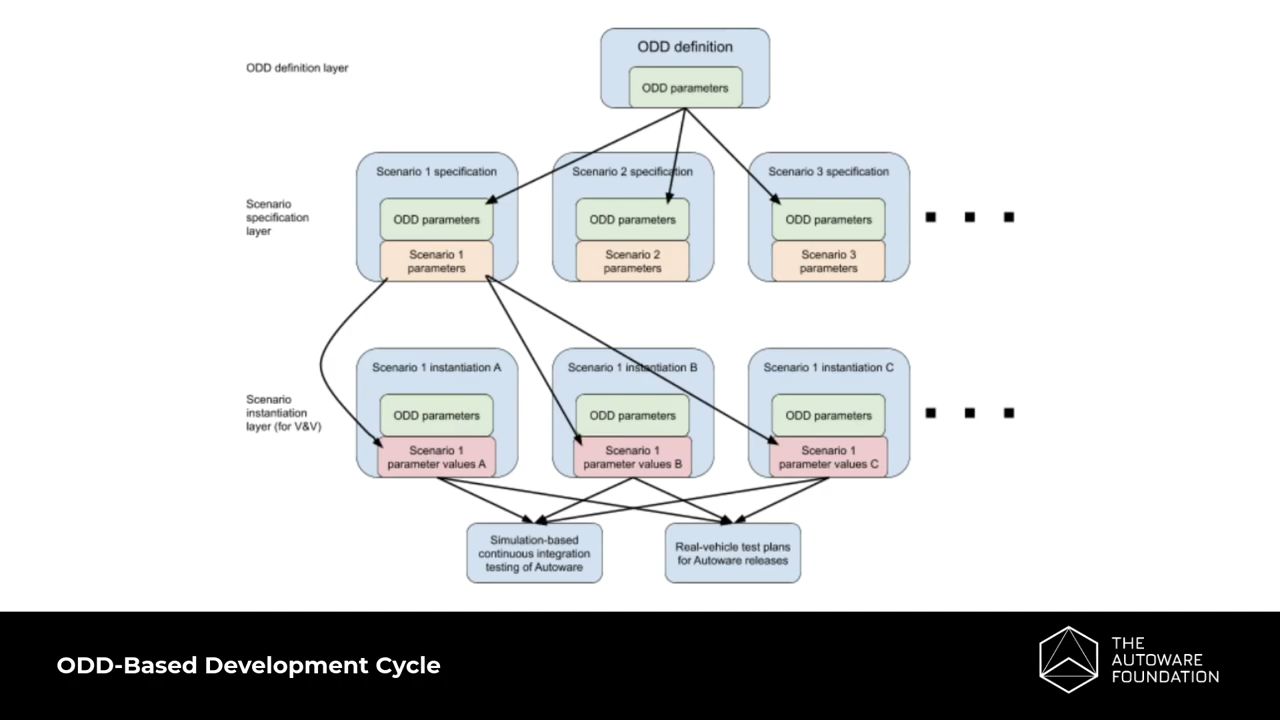 ODD definition
ODD definition layer
ODD parameters
Scenario 1 specification
Scenario 2 specification
Scenario 3 specification
Scenario
specification
layer
ODD parameters
ODD parameters
ODD parameters
Scenario 1
parameters
Scenario 2
parameters
Scenario 3
parameters
Scenario 1 instantiation A
Scenario 1 instantiation B
Scenario 1 instantiation C
Scenario
instantiation
layer (for V&V)
ODD parameters
ODD parameters
ODD parameters
Scenario 1
parameter values A
Scenario 1
parameter values B
Scenario 1
parameter values C
Simulation-based
continuous integration
testing of Autoware
Real-vehicle test plans
for Autoware releases
ODD-Based Development Cycle
THE
AUTOWARE
FOUNDATION